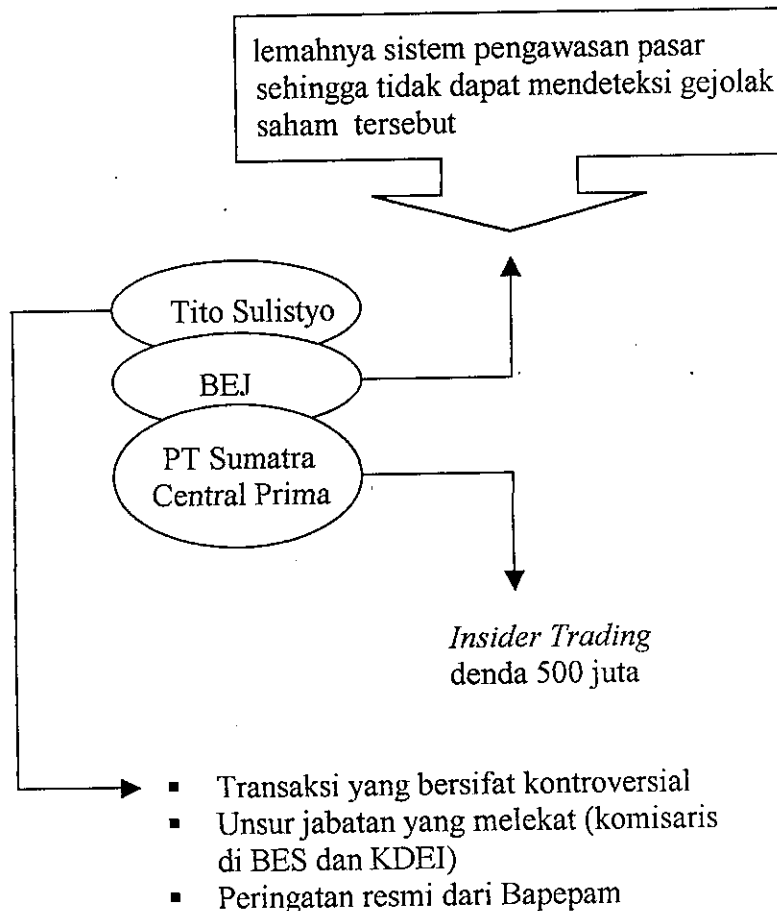 lemahnya sistem pengawasan pasar
sehingga tidak dapat mendeteksi gejolak
saham tersebut
Tito Sulistyo
BEJ
PT Sumatra
Central Prima
Insider Trading
denda 500 juta
▪ Transaksi yang bersifat kontroversial
▪ Unsur jabatan yang melekat (komisaris
di BES dan KDEI)
▪ Peringatan resmi dari Bapepam